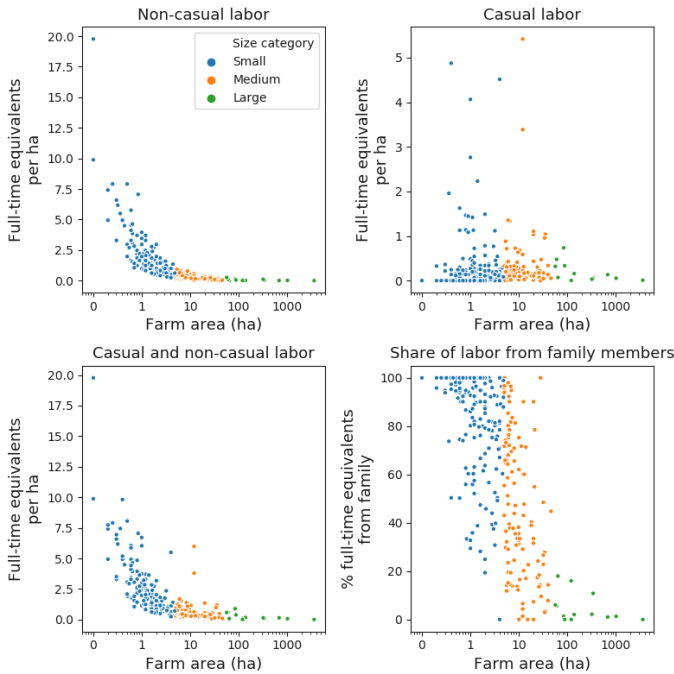 Non-casual labor
Full-time equivalents
per ha
20.0
17.5
15.0
12.5
10.0
7.5
5.0
2.5
0.0
Size category
Small
Medium
Large
0 1 10 100 1000
Farm area (ha)
Casual labor
Full-time equivalents
per ha
5
4
3
2
1
0
0 1 10 100 1000
Farm area (ha)
Casual and non-casual labor
Full-time equivalents
per ha
20.0
17.5
15.0
12.5
10.0
7.5
5.0
2.5
0.0
0 1 10 100 1000
Farm area (ha)
Share of labor from family members
% full-time equivalents
from family
100
80
60
40
20
0
0 1 10 100 1000
Farm area (ha)